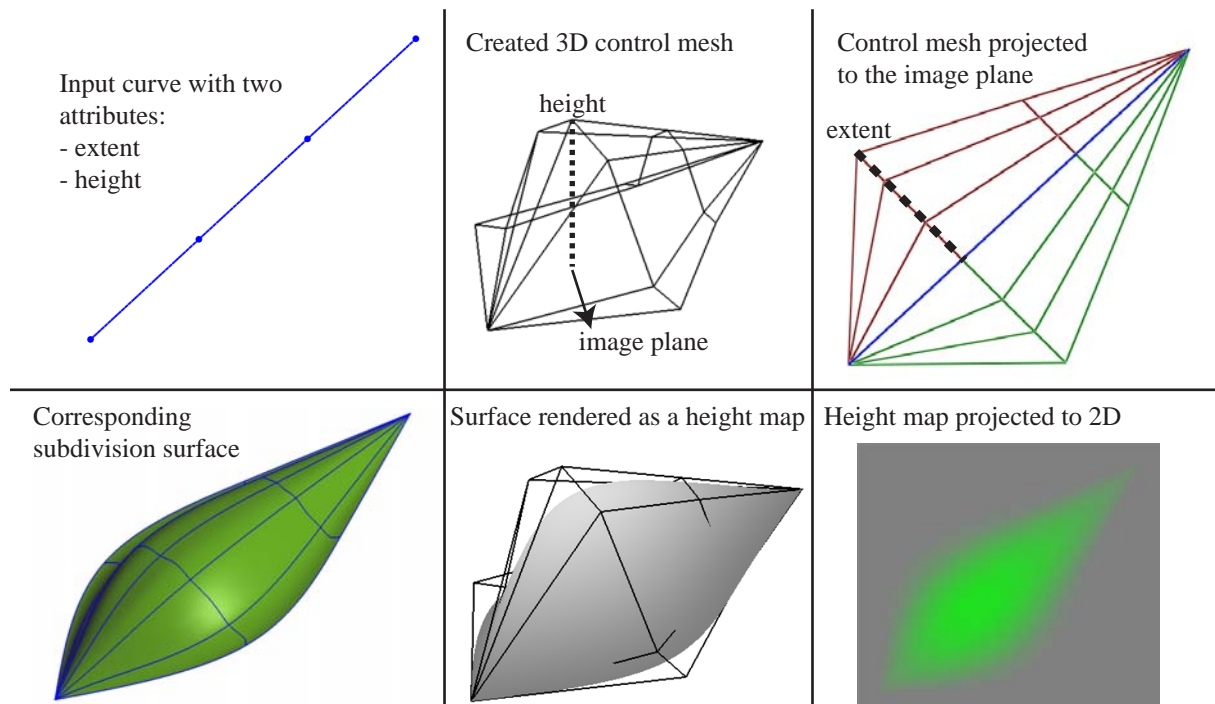 Input curve with two
attributes:
- extent
- height
Created 3D control mesh
height
image plane
Control mesh projected
to the image plane
extent
Corresponding
subdivision surface
Surface rendered as a height map
Height map projected to 2D